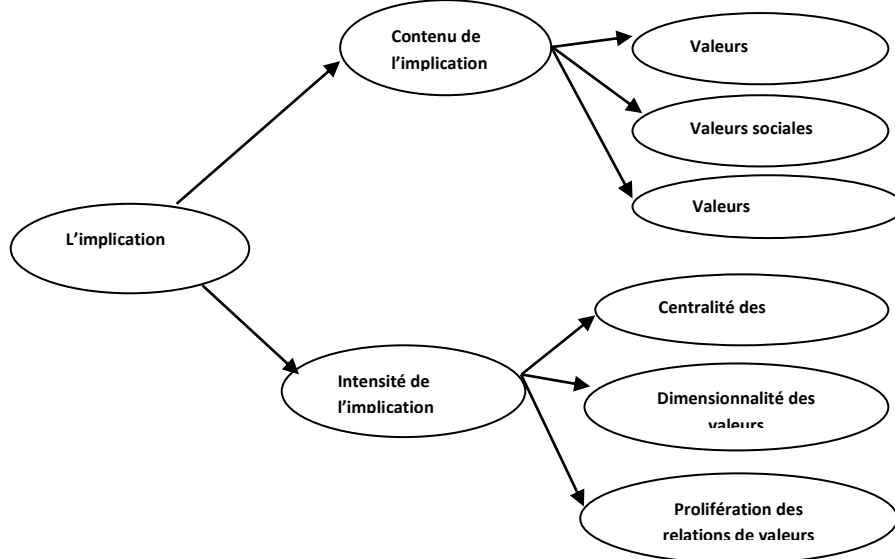 Contenu de
l'implication
Valeurs
Valeurs sociales
Valeurs
L'implication
Centralité des
Intensité de
l'implication
Dimensionnalité des
valeurs
Prolifération des
relations de valeurs